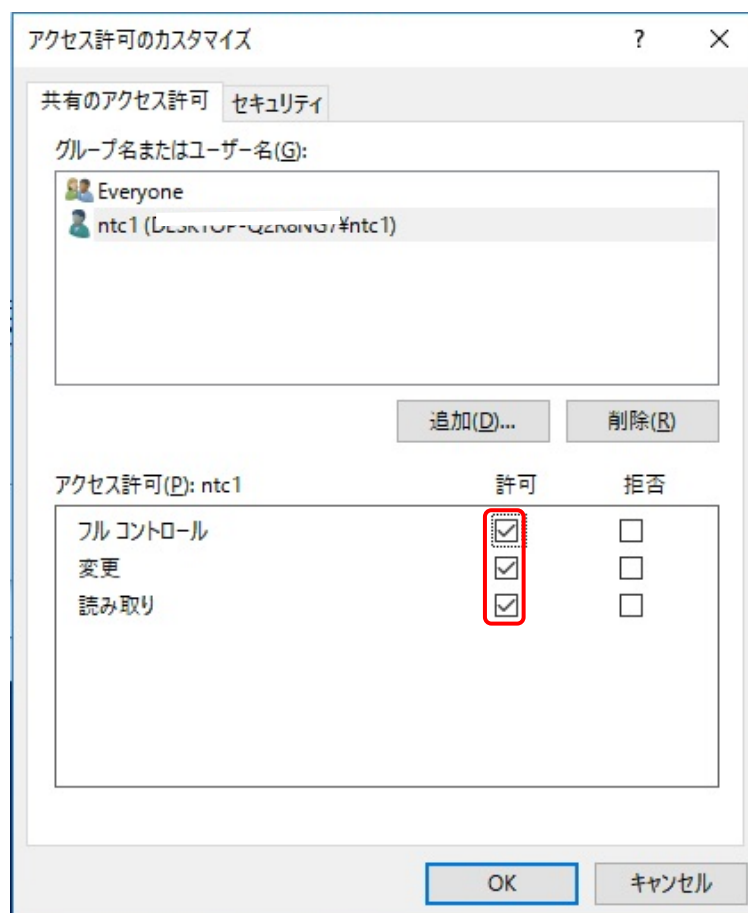 アクセス許可のカスタマイズ ?
共有のアクセス許可 セキュリティ
グループ名またはユーザー名(G):
Everyone
ntc1 (¥ntc1)
追加(D)... 削除(R)
アクセス許可(P): ntc1 許可 拒否
フル コントロール
変更
読み取り
OK キャンセル